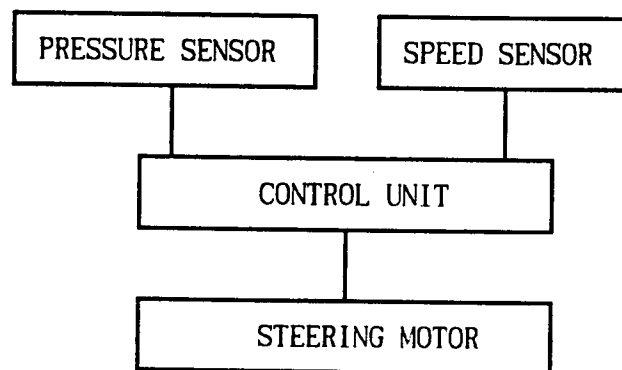 PRESSURE SENSOR
SPEED SENSOR
CONTROL UNIT
STEERING MOTOR